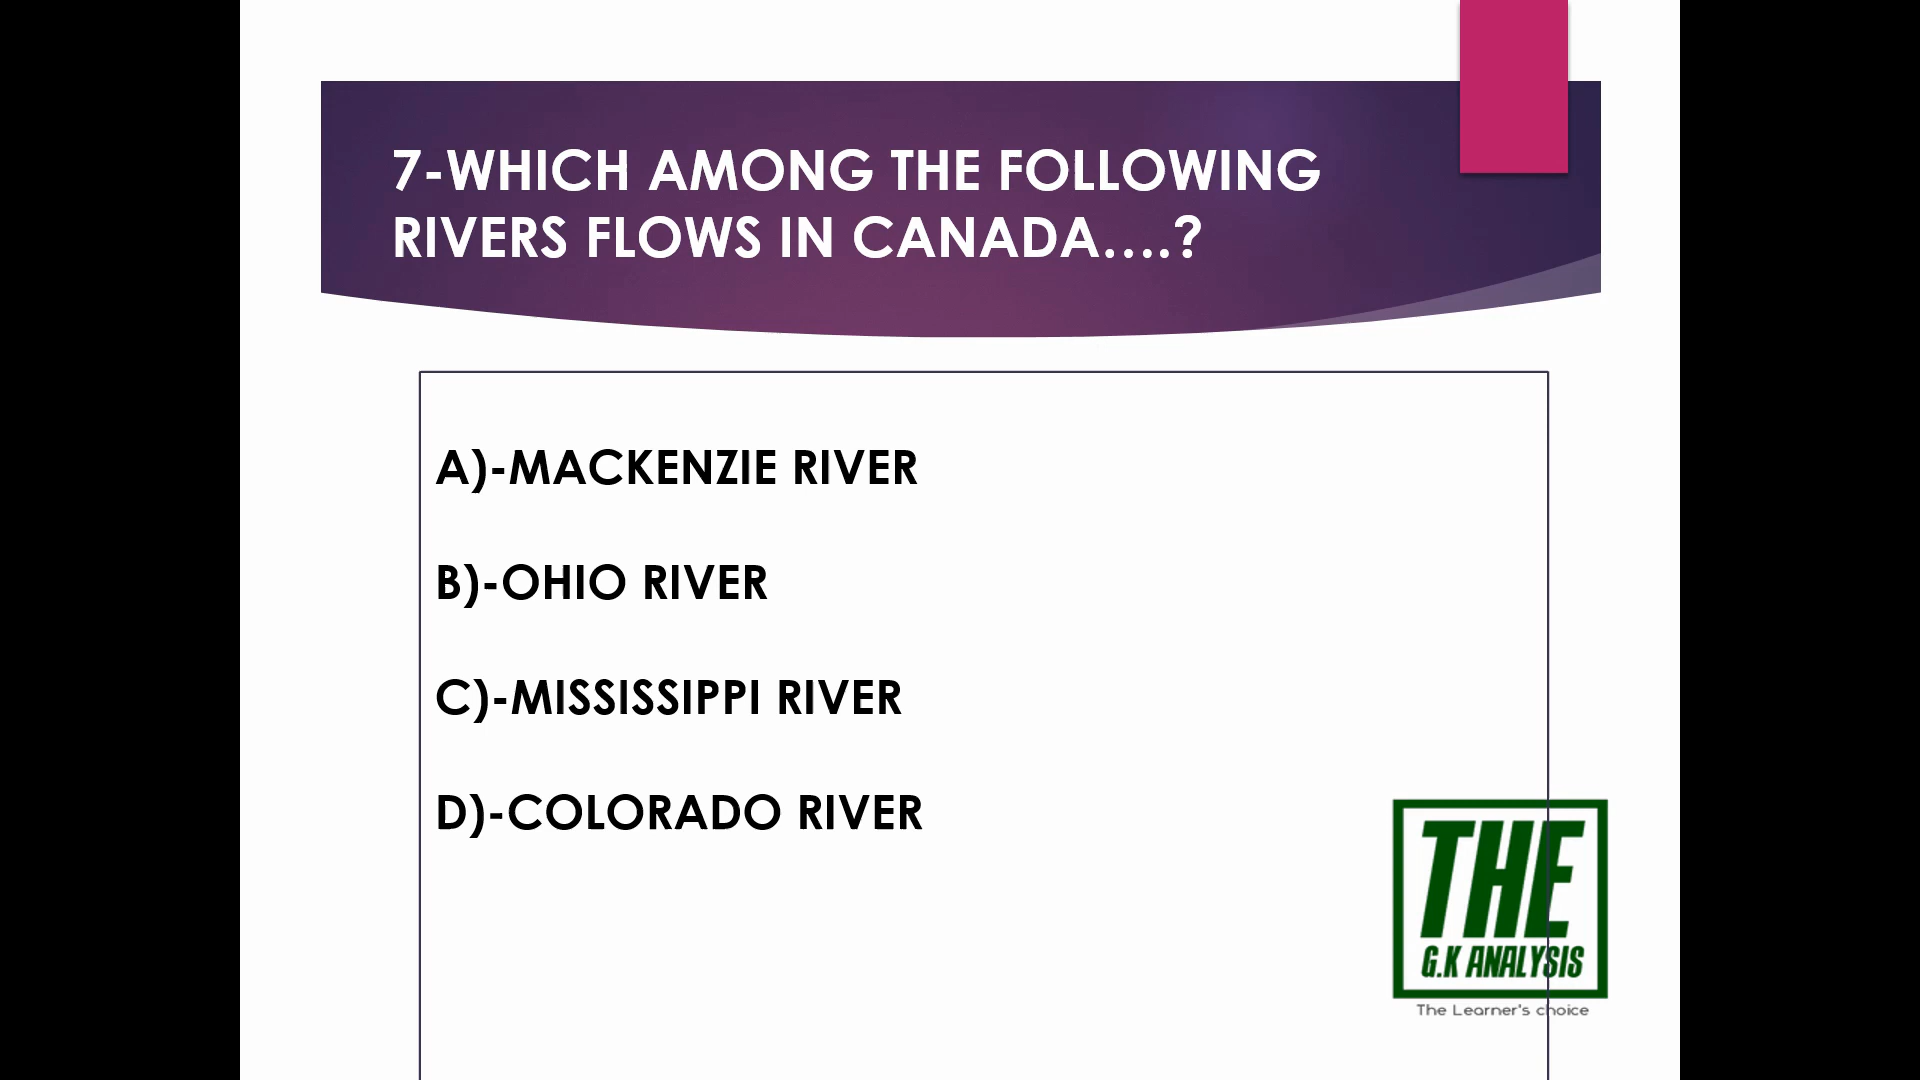 7-WHICH AMONG THE FOLLOWING
RIVERS FLOWS IN CANADA....?
A)-MACKENZIE RIVER
B)-OHIO RIVER
C)-MISSISSIPPI RIVER
D)-COLORADO RIVER
THE
G.K ANALYSIS
The Learner's choice